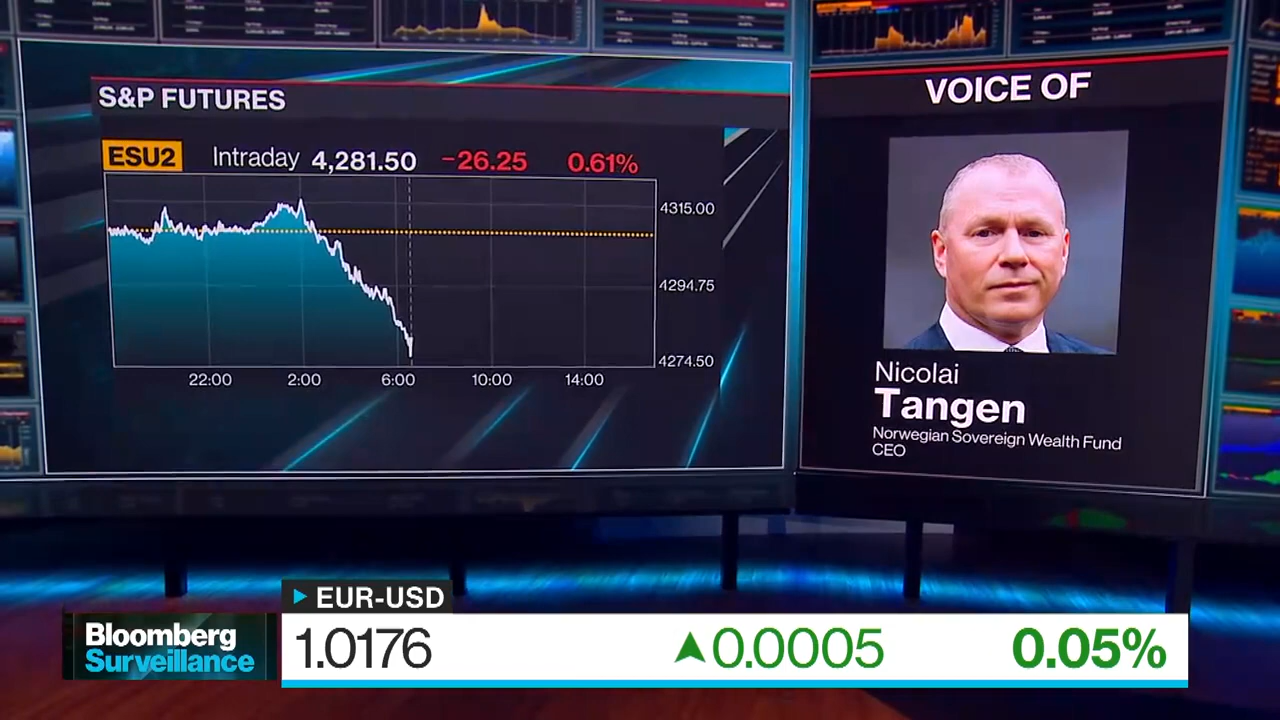 S&P FUTURES
ESU2 Intraday 4,281.50 -26.25 0.61%
4315.00
4294.75
4274.50
22:00 2:00 6:00 10:00 14:00
VOICE OF
Nicolai
Tangen
Norwegian Sovereign Wealth Fund
CEO
EUR-USD
Bloomberg
Surveillance
1.0176 0.0005 0.05%